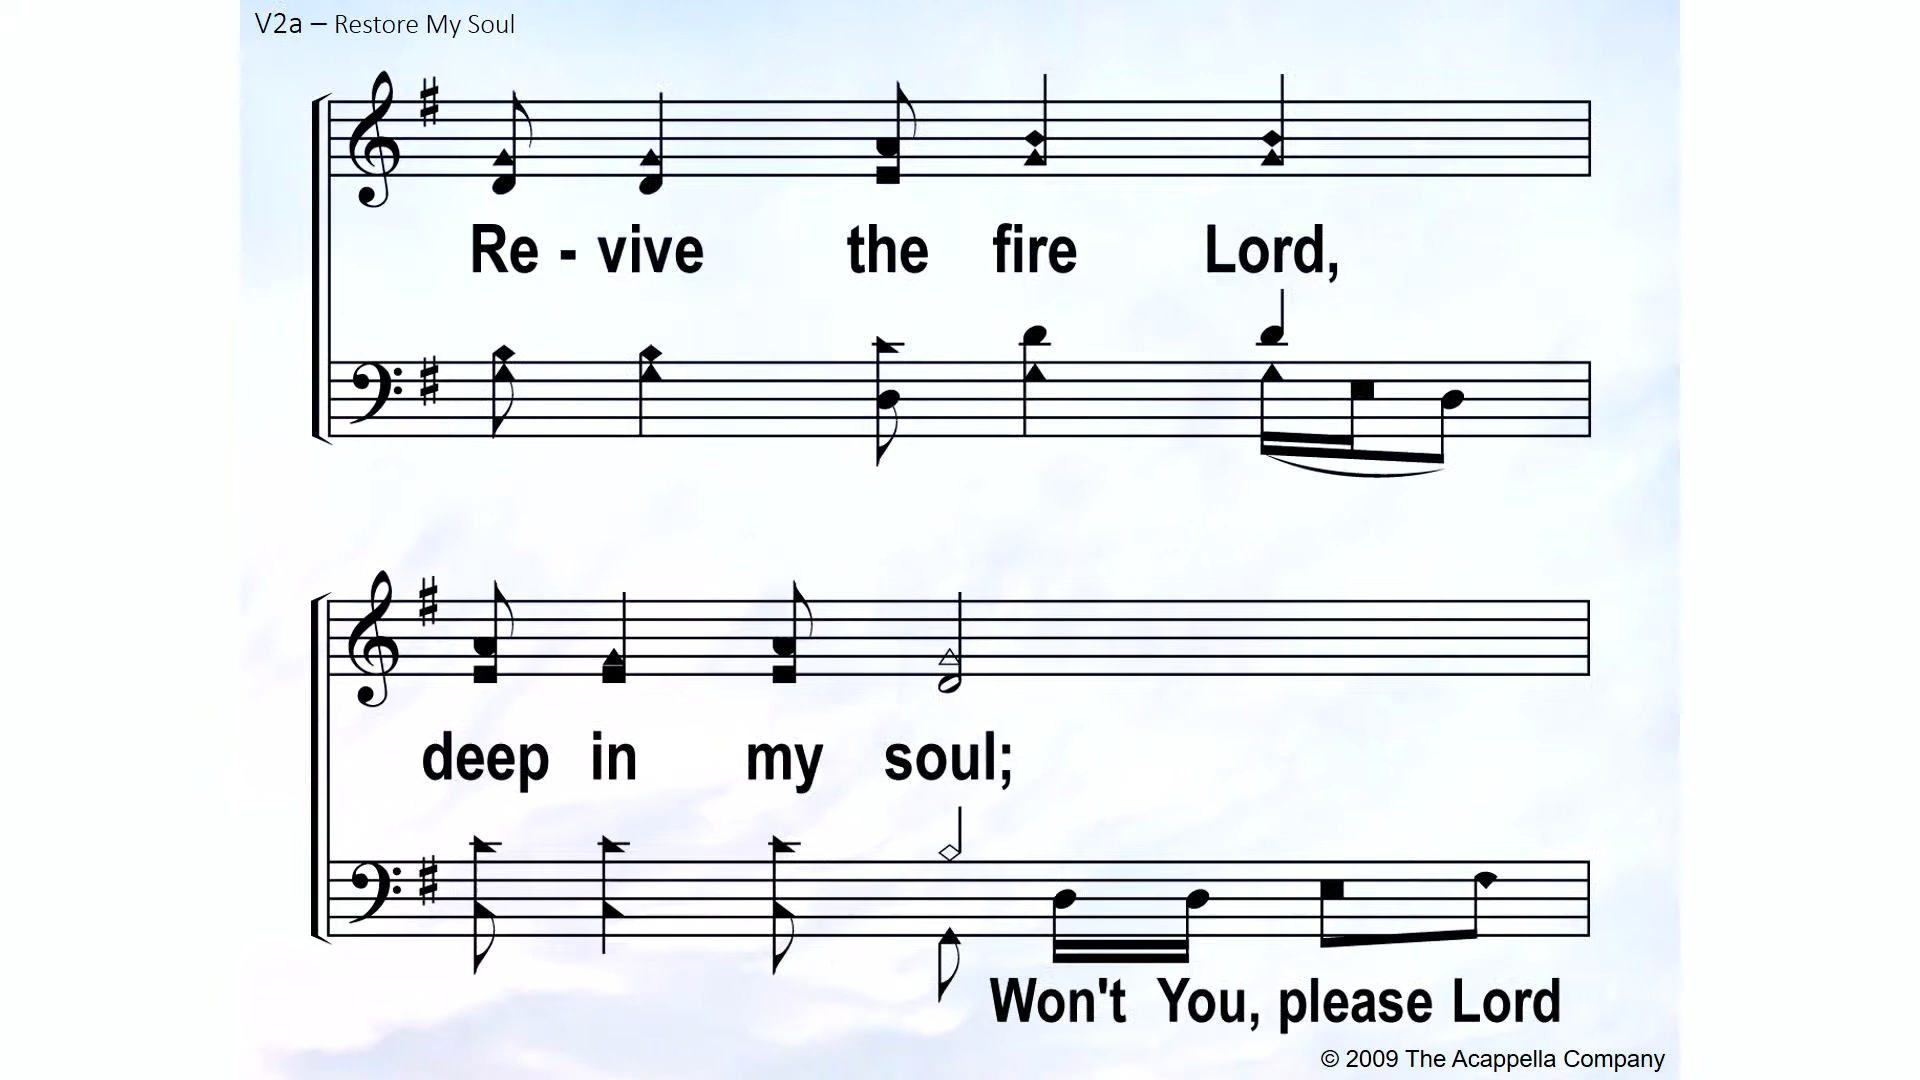 V2a – Restore My Soul
Re - vive the fire Lord,
deep in my soul;
Won't You, please Lord
© 2009 The Acappella Company